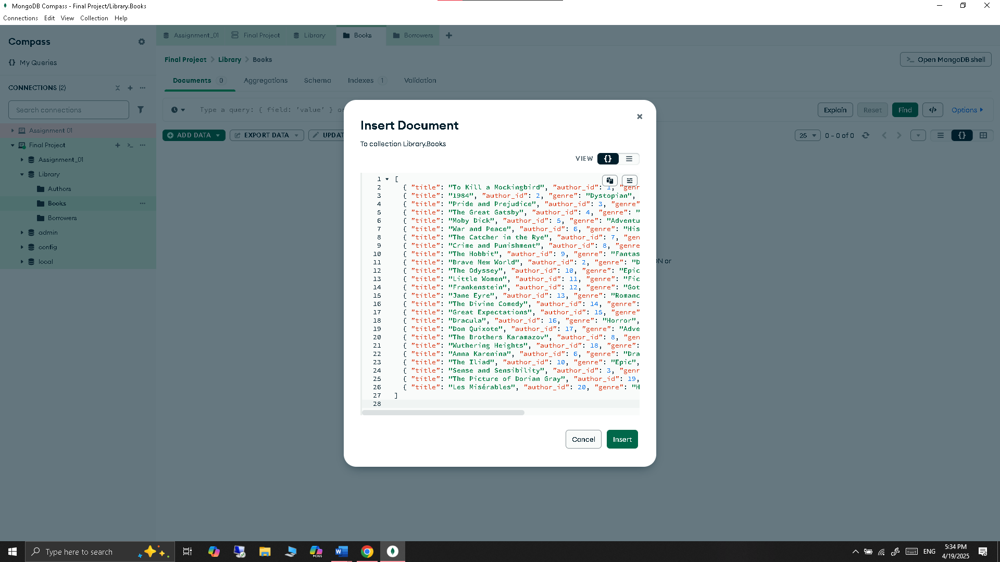 MongoDB Compass - Final Project/Library.Books
Connections Edit View Collection Help
Compass
Assignment_01 Final Project Library Books Borrowers
{} My Queries
Final Project > Library > Books
>_ Open MongoDB shell
Documents 0 Aggregations Schema Indexes 1 Validation
CONNECTIONS (2)
Search connections
Type a query: { field: 'value' } or
Explain Reset Find </> Options
Assignment 01
ADD DATA EXPORT DATA UPDA
25 0 – 0 of 0 {}
Final Project
Assignment_01
Library
Authors
Books
Borrowers
admin
config
local
ON or
Insert Document
To collection Library.Books
VIEW {}
1 [
2 { "title": "To Kill a Mockingbird", "author_id": 1, "genr
3 { "title": "1984", "author_id": 2, "genre": "Dystopian",
4 { "title": "Pride and Prejudice", "author_id": 3, "genre"
5 { "title": "The Great Gatsby", "author_id": 4, "genre": "
6 { "title": "Moby Dick", "author_id": 5, "genre": "Adventu
7 { "title": "War and Peace", "author_id": 6, "genre": "His
8 { "title": "The Catcher in the Rye", "author_id": 7, "gen
9 { "title": "Crime and Punishment", "author_id": 8, "genre
10 { "title": "The Hobbit", "author_id": 9, "genre": "Fantas
11 { "title": "Brave New World", "author_id": 2, "genre": "D
12 { "title": "The Odyssey", "author_id": 10, "genre": "Epic
13 { "title": "Little Women", "author_id": 11, "genre": "Fic
14 { "title": "Frankenstein", "author_id": 12, "genre": "Got
15 { "title": "Jane Eyre", "author_id": 13, "genre": "Romanc
16 { "title": "The Divine Comedy", "author_id": 14, "genre":
17 { "title": "Great Expectations", "author_id": 15, "genre"
18 { "title": "Dracula", "author_id": 16, "genre": "Horror",
19 { "title": "Don Quixote", "author_id": 17, "genre": "Adve
20 { "title": "The Brothers Karamazov", "author_id": 8, "gen
21 { "title": "Wuthering Heights", "author_id": 18, "genre":
22 { "title": "Anna Karenina", "author_id": 6, "genre": "Dra
23 { "title": "The Iliad", "author_id": 10, "genre": "Epic",
24 { "title": "Sense and Sensibility", "author_id": 3, "genr
25 { "title": "The Picture of Dorian Gray", "author_id": 19,
26 { "title": "Les Misérables", "author_id": 20, "genre": "H
27 ]
28
Cancel Insert
Type here to search
M365
ENG
5:34 PM
4/19/2025